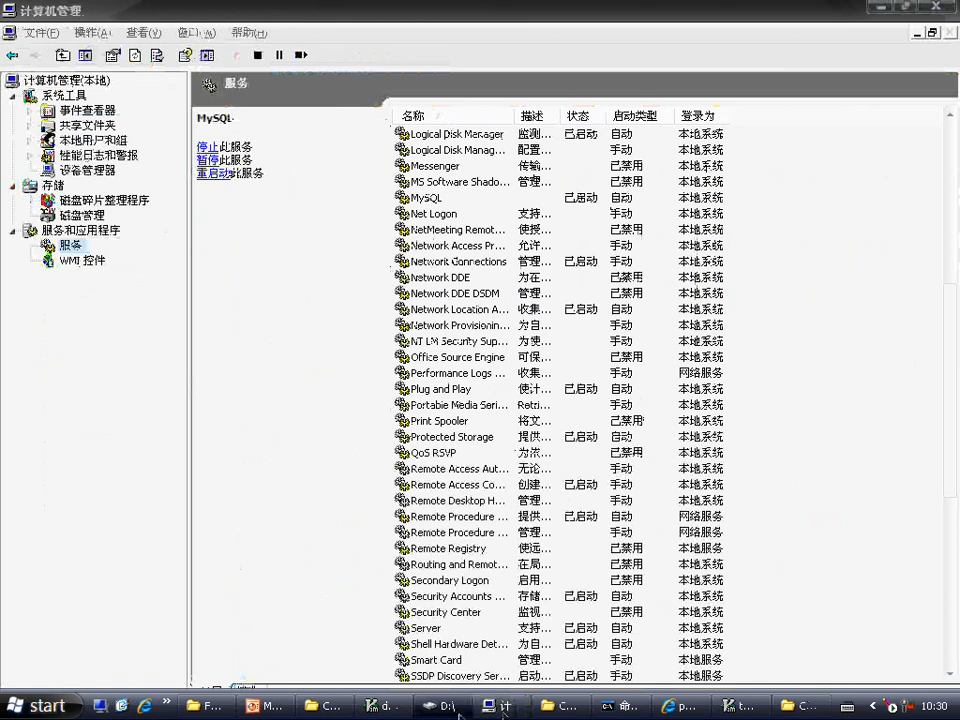 计算机管理
文件(F) 操作(A) 查看(V) 窗口(W) 帮助(H)
计算机管理(本地)
系统工具
事件查看器
共享文件夹
本地用户和组
性能日志和警报
设备管理器
存储
磁盘碎片整理程序
磁盘管理
服务和应用程序
服务
WMI 控件
服务
MySQL
停止此服务
暂停此服务
重启动此服务
名称 描述 状态 启动类型 登录为
Logical Disk Manager 监测... 已启动 自动 本地系统
Logical Disk Manag... 配置... 手动 本地系统
Messenger 传输... 已禁用 本地系统
MS Software Shado... 管理... 已禁用 本地系统
MySQL 已启动 自动 本地系统
Net Logon 支持... 手动 本地系统
NetMeeting Remot... 使授... 已禁用 本地系统
Network Access Pr... 允许... 手动 本地系统
Network Connections 管理... 已启动 手动 本地系统
Network DDE 为在... 已禁用 本地系统
Network DDE DSDM 管理... 已禁用 本地系统
Network Location A... 收集... 已启动 自动 本地系统
Network Provisionin... 为自... 手动 本地系统
NT LM Security Sup... 为使... 手动 本地系统
Office Source Engine 可保... 已禁用 本地系统
Performance Logs ... 收集... 手动 网络服务
Plug and Play 使计... 已启动 自动 本地系统
Portable Media Seri... Retri... 手动 本地系统
Print Spooler 将文... 已禁用 本地系统
Protected Storage 提供... 已启动 自动 本地系统
QoS RSVP 为依... 已禁用 本地系统
Remote Access Aut... 无论... 手动 本地系统
Remote Access Co... 创建... 已启动 手动 本地系统
Remote Desktop H... 管理... 手动 本地系统
Remote Procedure ... 提供... 已启动 自动 网络服务
Remote Procedure ... 管理... 手动 网络服务
Remote Registry 使远... 已禁用 本地服务
Routing and Remot... 在局... 已禁用 本地系统
Secondary Logon 启用... 已禁用 本地系统
Security Accounts ... 存储... 已启动 自动 本地系统
Security Center 监视... 已禁用 本地系统
Server 支持... 已启动 自动 本地系统
Shell Hardware Det... 为自... 已启动 自动 本地系统
Smart Card 管理... 手动 本地服务
SSDP Discovery Ser... 启动... 已启动 手动 本地服务
start F... M... C... d... D:\ 计 C... 命... p... t... C... 10:30